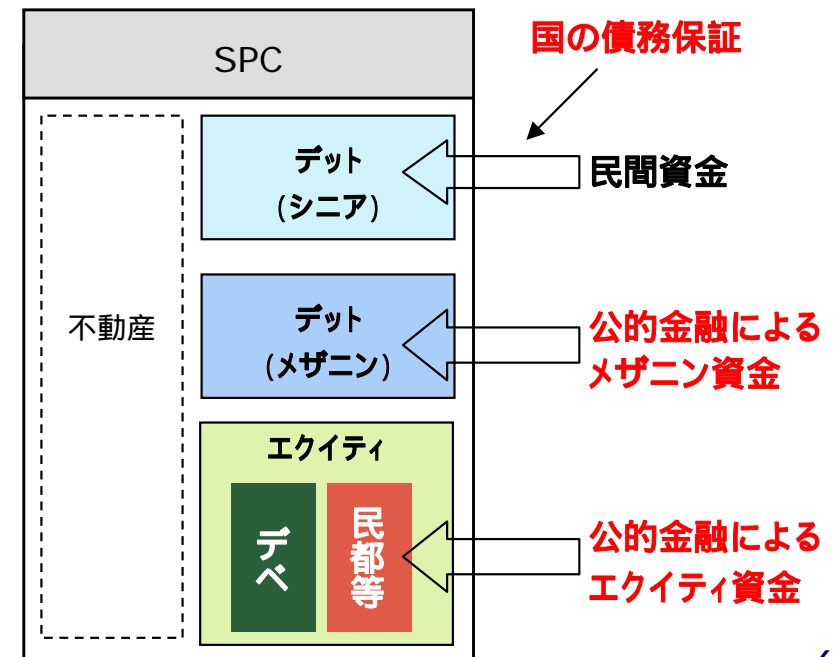 SPC
国の債務保証
デット
(シニア)
民間資金
不動産
デット
(メザニン)
公的金融による
メザニン資金
エクイティ
デベ
民都等
公的金融による
エクイティ資金